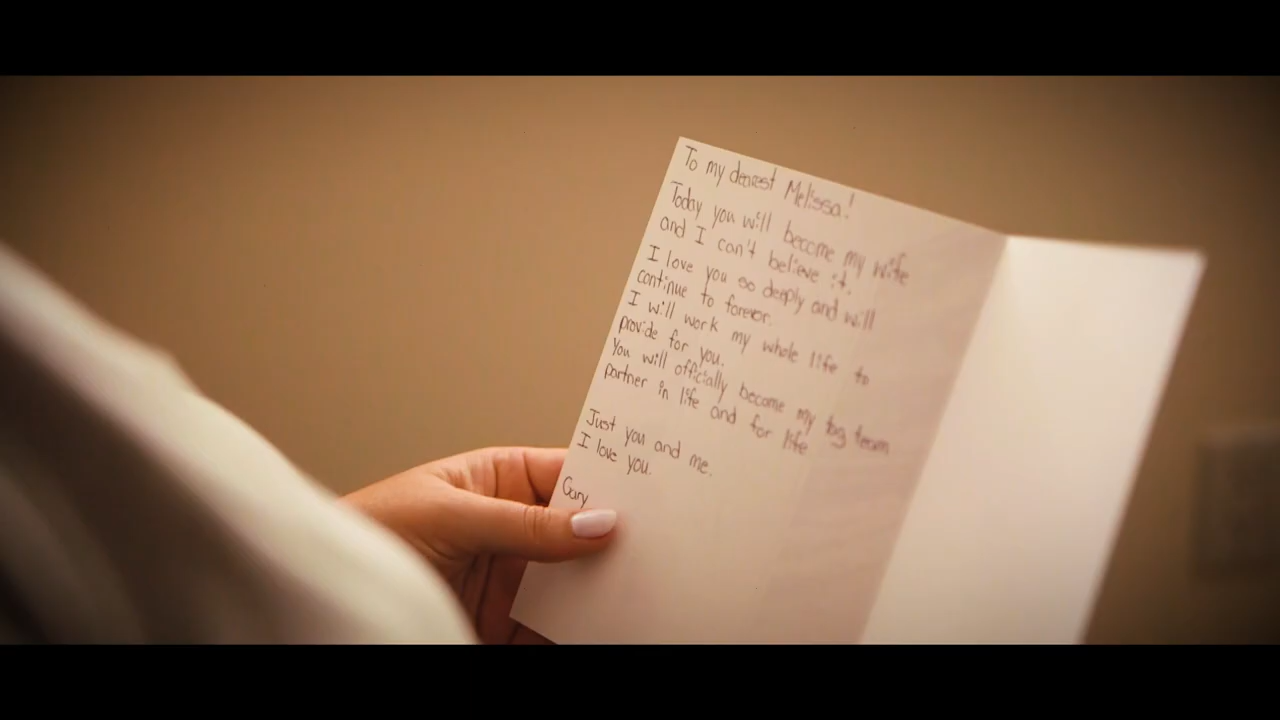 To my dearest Melissa!
Today you will become my wife
and I can't believe it.
I love you so deeply and will
continue to forever.
I will work my whole life to
provide for you.
You will officially become my tag team
partner in life and for life
Just you and me.
I love you.
Gary